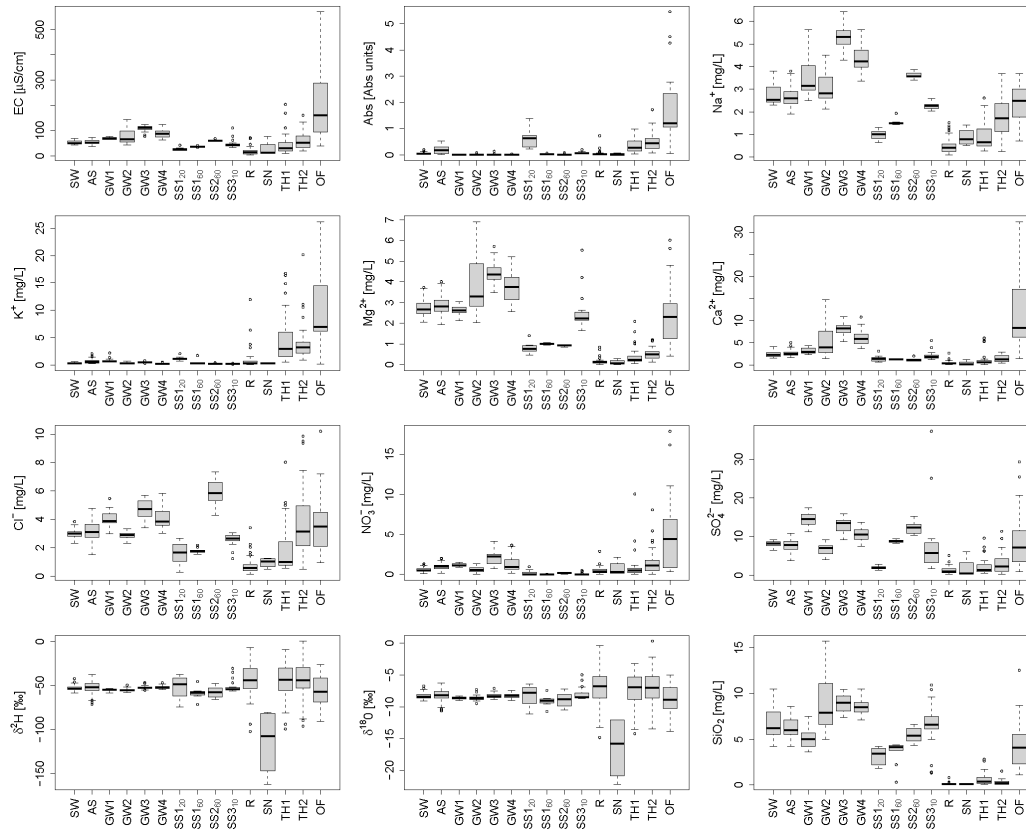 EC [µS/cm]
0 100 300 500
SW AS GW1 GW2 GW3 GW4 SS1₂₀ SS1₆₀ SS2₆₀ SS3₁₀ R SN TH1 TH2 OF
Abs [Abs units]
0 1 2 3 4 5
SW AS GW1 GW2 GW3 GW4 SS1₂₀ SS1₆₀ SS2₆₀ SS3₁₀ R SN TH1 TH2 OF
Na⁺ [mg/L]
0 1 2 3 4 5 6
SW AS GW1 GW2 GW3 GW4 SS1₂₀ SS1₆₀ SS2₆₀ SS3₁₀ R SN TH1 TH2 OF
K⁺ [mg/L]
0 5 10 15 20 25
SW AS GW1 GW2 GW3 GW4 SS1₂₀ SS1₆₀ SS2₆₀ SS3₁₀ R SN TH1 TH2 OF
Mg²⁺ [mg/L]
0 1 2 3 4 5 6 7
SW AS GW1 GW2 GW3 GW4 SS1₂₀ SS1₆₀ SS2₆₀ SS3₁₀ R SN TH1 TH2 OF
Ca²⁺ [mg/L]
0 5 10 20 30
SW AS GW1 GW2 GW3 GW4 SS1₂₀ SS1₆₀ SS2₆₀ SS3₁₀ R SN TH1 TH2 OF
Cl⁻ [mg/L]
0 2 4 6 8 10
SW AS GW1 GW2 GW3 GW4 SS1₂₀ SS1₆₀ SS2₆₀ SS3₁₀ R SN TH1 TH2 OF
NO₃⁻ [mg/L]
0 5 10 15
SW AS GW1 GW2 GW3 GW4 SS1₂₀ SS1₆₀ SS2₆₀ SS3₁₀ R SN TH1 TH2 OF
SO₄²⁻ [mg/L]
0 10 20 30
SW AS GW1 GW2 GW3 GW4 SS1₂₀ SS1₆₀ SS2₆₀ SS3₁₀ R SN TH1 TH2 OF
δ²H [‰]
−150 −100 −50 0
SW AS GW1 GW2 GW3 GW4 SS1₂₀ SS1₆₀ SS2₆₀ SS3₁₀ R SN TH1 TH2 OF
δ¹⁸O [‰]
−20 −15 −10 −5 0
SW AS GW1 GW2 GW3 GW4 SS1₂₀ SS1₆₀ SS2₆₀ SS3₁₀ R SN TH1 TH2 OF
SiO₂ [mg/L]
0 5 10 15
SW AS GW1 GW2 GW3 GW4 SS1₂₀ SS1₆₀ SS2₆₀ SS3₁₀ R SN TH1 TH2 OF